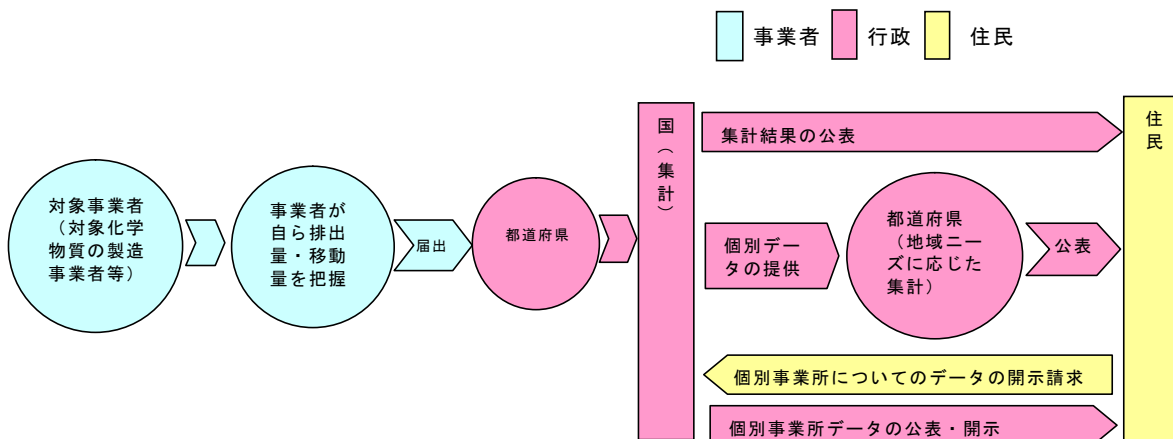 事業者
行政
住民
対象事業者
（対象化学
物質の製造
事業者等）
事業者が
自ら排出
量・移動
量を把握
届出
都道府県
国（集計）
集計結果の公表
個別デー
タの提供
都道府県
（地域ニー
ズに応じた
集計）
公表
個別事業所についてのデータの開示請求
個別事業所データの公表・開示
住民